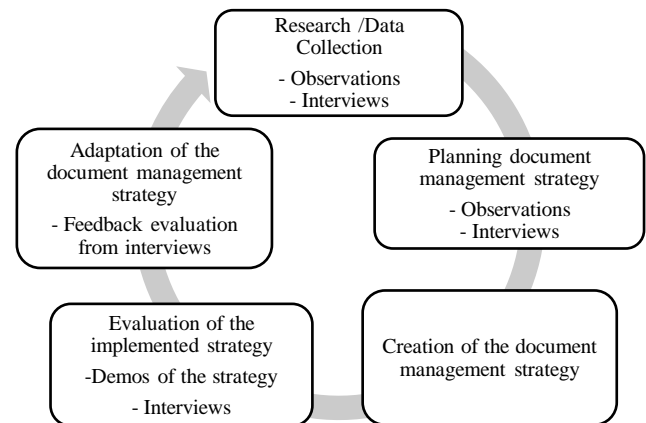 Research /Data
Collection
- Observations
- Interviews
Planning document
management strategy
- Observations
- Interviews
Creation of the document
management strategy
Evaluation of the
implemented strategy
-Demos of the strategy
- Interviews
Adaptation of the
document management
strategy
- Feedback evaluation
from interviews